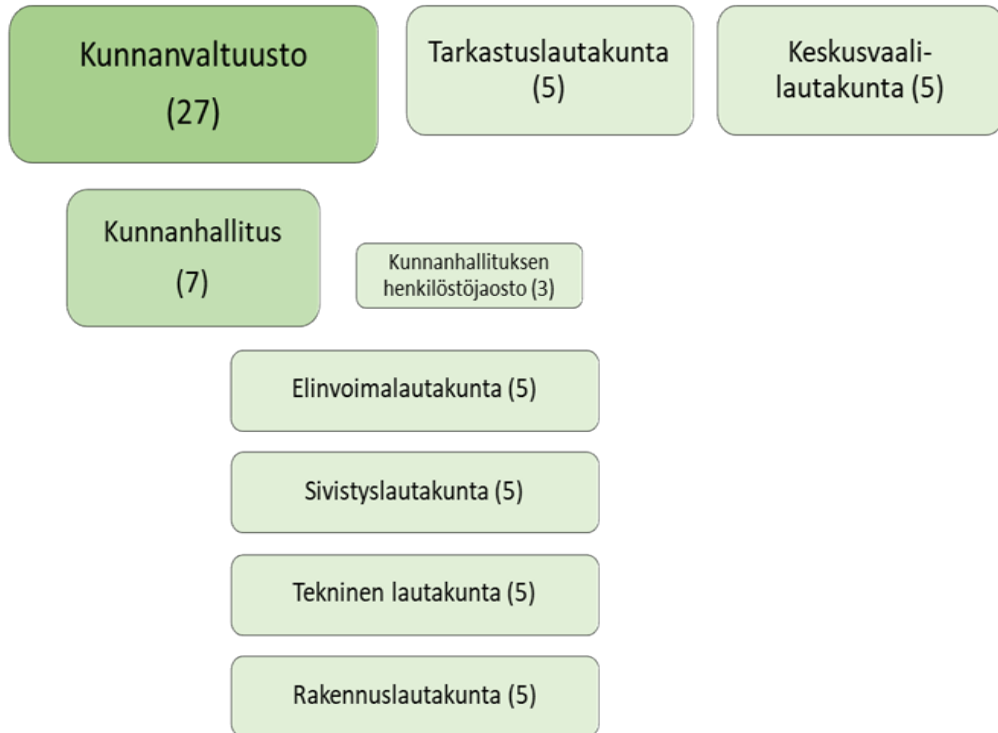 Kunnanvaltuusto
(27)
Tarkastuslautakunta
(5)
Keskusvaali-
lautakunta (5)
Kunnanhallitus
(7)
Kunnanhallituksen
henkilöstöjaosto (3)
Elinvoimalautakunta (5)
Sivistyslautakunta (5)
Tekninen lautakunta (5)
Rakennuslautakunta (5)